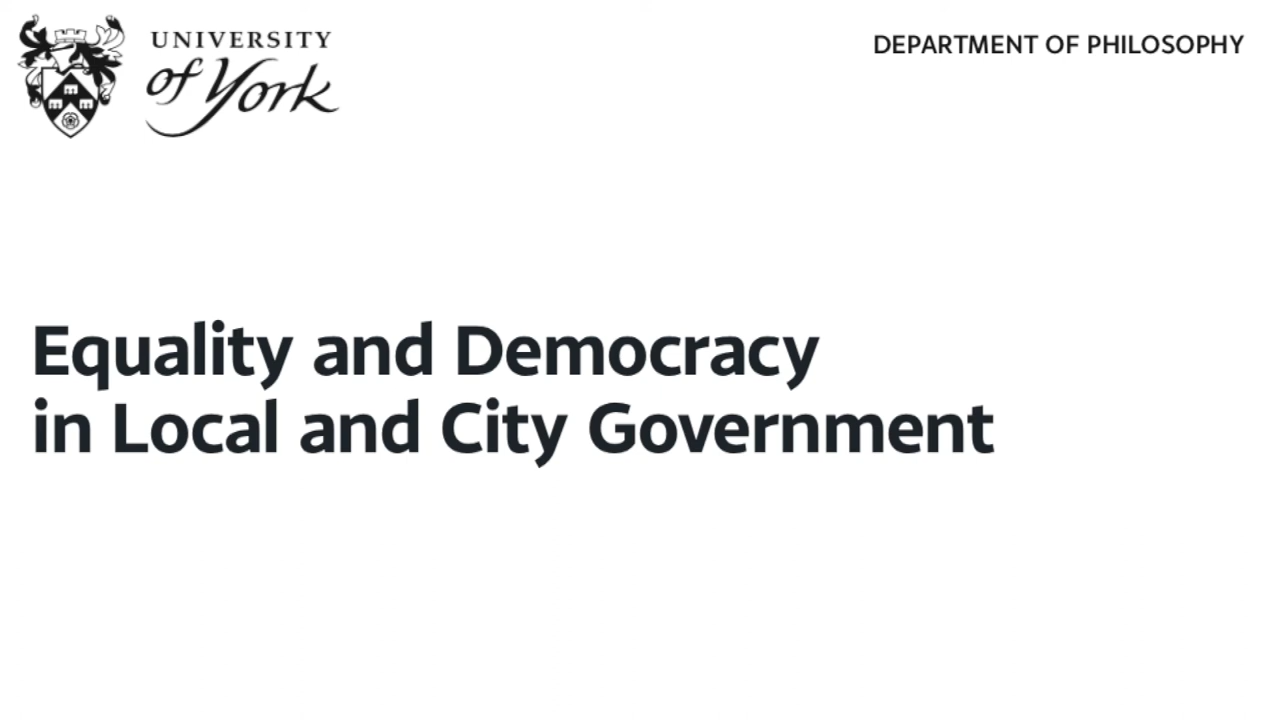 UNIVERSITY
of York
DEPARTMENT OF PHILOSOPHY
Equality and Democracy
in Local and City Government